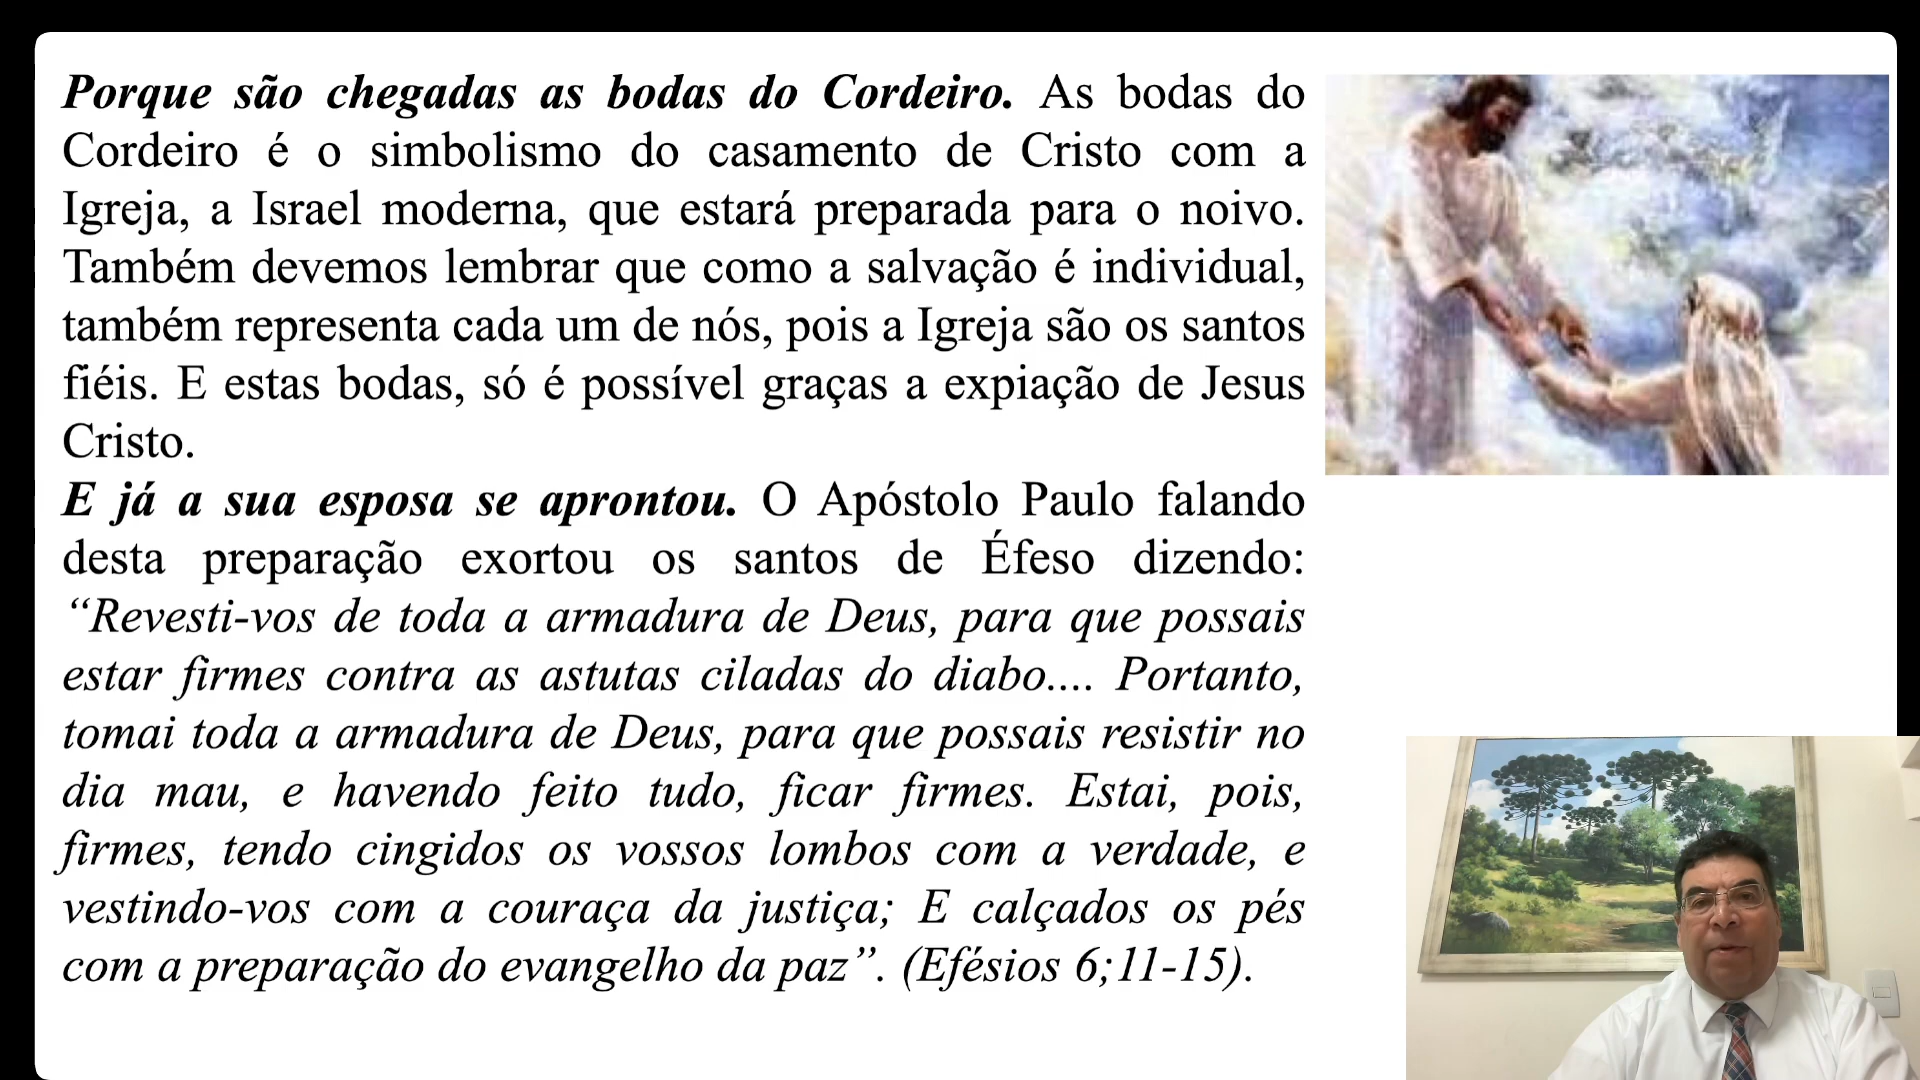 Porque são chegadas as bodas do Cordeiro. As bodas do
Cordeiro é o simbolismo do casamento de Cristo com a
Igreja, a Israel moderna, que estará preparada para o noivo.
Também devemos lembrar que como a salvação é individual,
também representa cada um de nós, pois a Igreja são os santos
fiéis. E estas bodas, só é possível graças a expiação de Jesus
Cristo.
E já a sua esposa se aprontou. O Apóstolo Paulo falando
desta preparação exortou os santos de Éfeso dizendo:
“Revesti-vos de toda a armadura de Deus, para que possais
estar firmes contra as astutas ciladas do diabo.... Portanto,
tomai toda a armadura de Deus, para que possais resistir no
dia mau, e havendo feito tudo, ficar firmes. Estai, pois,
firmes, tendo cingidos os vossos lombos com a verdade, e
vestindo-vos com a couraça da justiça; E calçados os pés
com a preparação do evangelho da paz”. (Efésios 6;11-15).